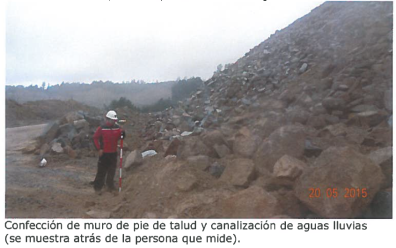 20 05 2015
Confección de muro de pie de talud y canalización de aguas lluvias
(se muestra atrás de la persona que mide).